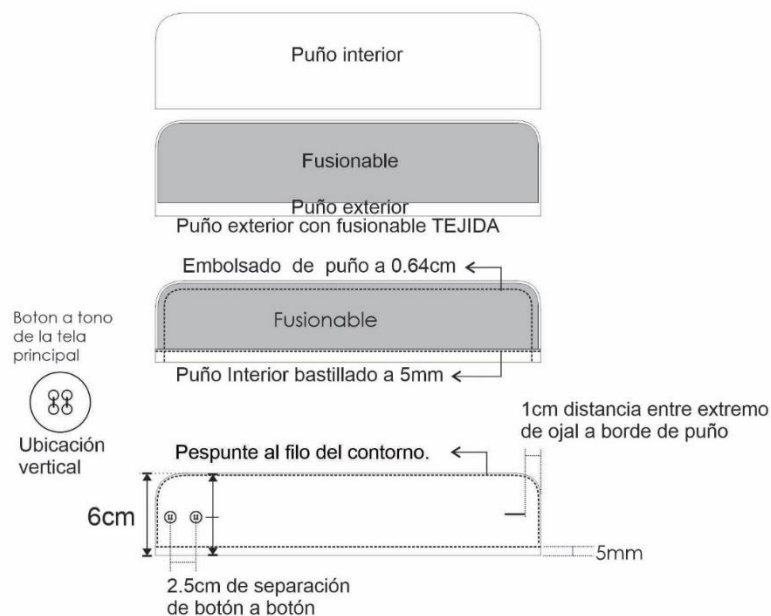 Puño interior
Fusionable
Puño exterior
Puño exterior con fusionable TEJIDA
Embolsado de puño a 0.64cm
Fusionable
Boton a tono
de la tela
principal
Puño Interior bastillado a 5mm
Ubicación
vertical
1cm distancia entre extremo
de ojal a borde de puño
Pespunte al filo del contorno.
6cm
5mm
2.5cm de separación
de botón a botón